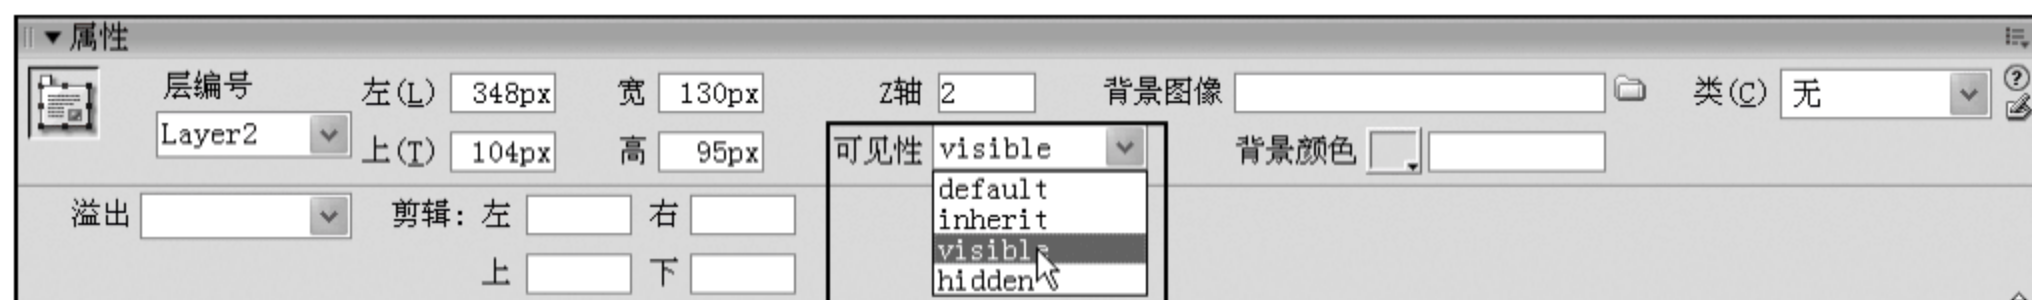 属性
层编号 左(L) 348px 宽 130px Z轴 2 背景图像 类(C) 无
Layer2 上(T) 104px 高 95px 可见性 visible 背景颜色
default
溢出 剪辑: 左 右 inherit
visible
上 下 hidden